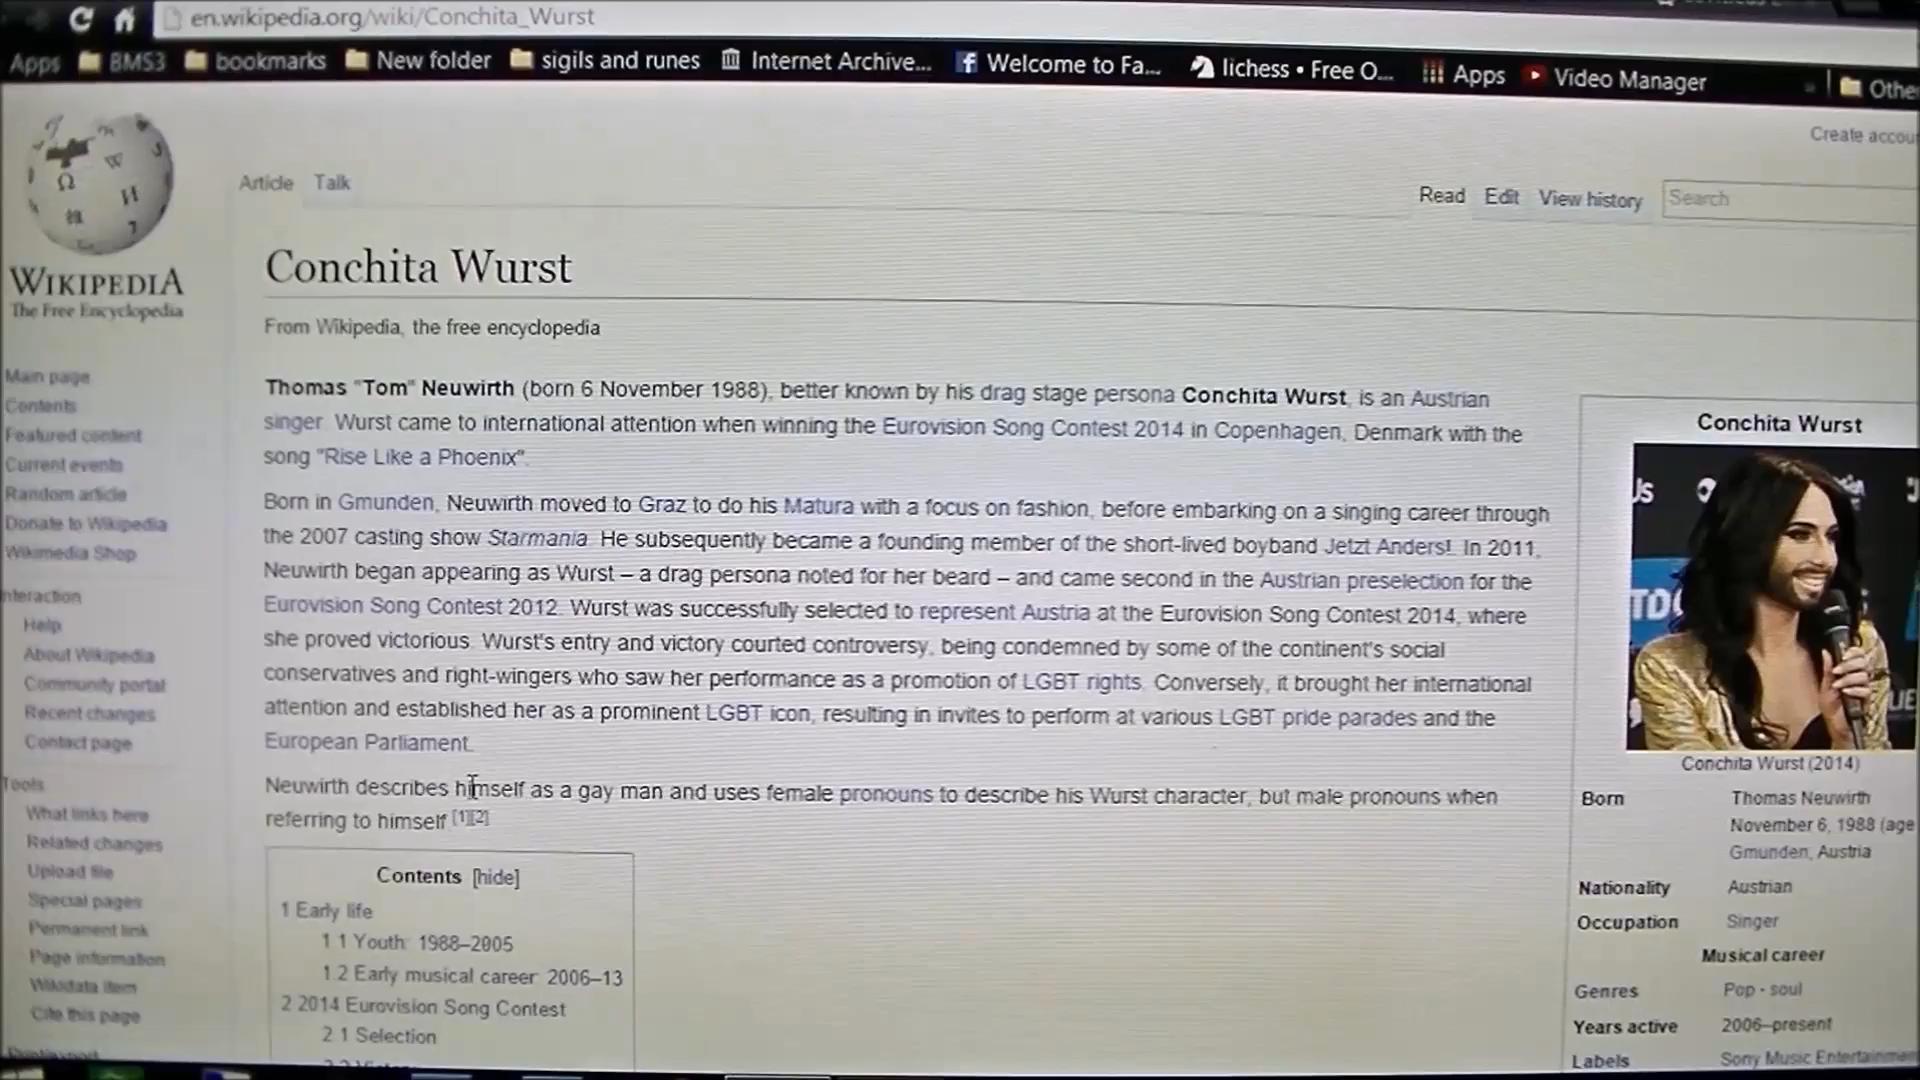 en.wikipedia.org/wiki/Conchita_Wurst
Apps BMS3 bookmarks New folder sigils and runes Internet Archive... Welcome to Fa... lichess • Free O... Apps Video Manager » Other
Create accou
Article Talk
Read Edit View history Search
WIKIPEDIA
The Free Encyclopedia
Main page
Contents
Featured content
Current events
Random article
Donate to Wikipedia
Wikimedia Shop
nteraction
Help
About Wikipedia
Community portal
Recent changes
Contact page
Tools
What links here
Related changes
Upload file
Special pages
Permanent link
Page information
Wikidata item
Cite this page
Conchita Wurst
From Wikipedia, the free encyclopedia
Thomas "Tom" Neuwirth (born 6 November 1988), better known by his drag stage persona Conchita Wurst, is an Austrian
singer. Wurst came to international attention when winning the Eurovision Song Contest 2014 in Copenhagen, Denmark with the
song "Rise Like a Phoenix".
Born in Gmunden, Neuwirth moved to Graz to do his Matura with a focus on fashion, before embarking on a singing career through
the 2007 casting show Starmania. He subsequently became a founding member of the short-lived boyband Jetzt Anders!. In 2011,
Neuwirth began appearing as Wurst – a drag persona noted for her beard – and came second in the Austrian preselection for the
Eurovision Song Contest 2012. Wurst was successfully selected to represent Austria at the Eurovision Song Contest 2014, where
she proved victorious. Wurst's entry and victory courted controversy, being condemned by some of the continent's social
conservatives and right-wingers who saw her performance as a promotion of LGBT rights. Conversely, it brought her international
attention and established her as a prominent LGBT icon, resulting in invites to perform at various LGBT pride parades and the
European Parliament.
Neuwirth describes himself as a gay man and uses female pronouns to describe his Wurst character, but male pronouns when
referring to himself.[1][2]
Contents [hide]
1 Early life
1.1 Youth: 1988–2005
1.2 Early musical career: 2006–13
2 2014 Eurovision Song Contest
2.1 Selection
Conchita Wurst
Conchita Wurst (2014)
Born Thomas Neuwirth
November 6, 1988 (age
Gmunden, Austria
Nationality Austrian
Occupation Singer
Musical career
Genres Pop · soul
Years active 2006–present
Labels Sony Music Entertainmen